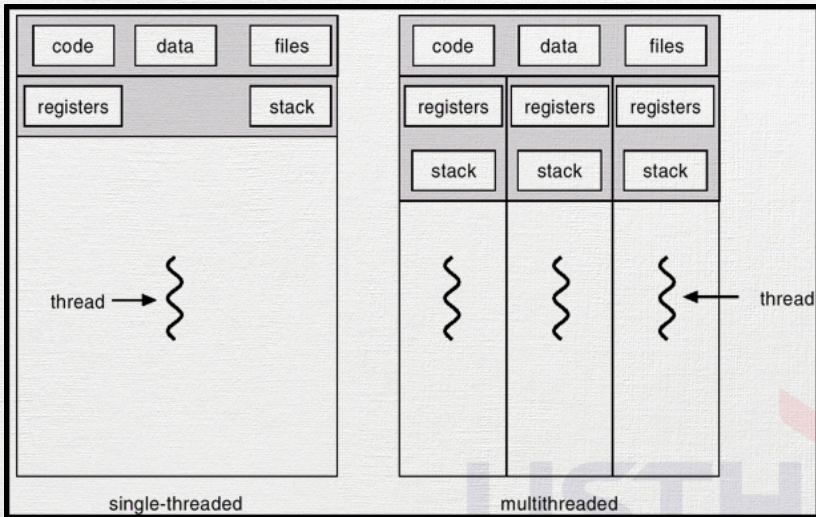 code data files
registers stack
thread
single-threaded
code data files
registers registers registers
stack stack stack
thread
multithreaded
USTH